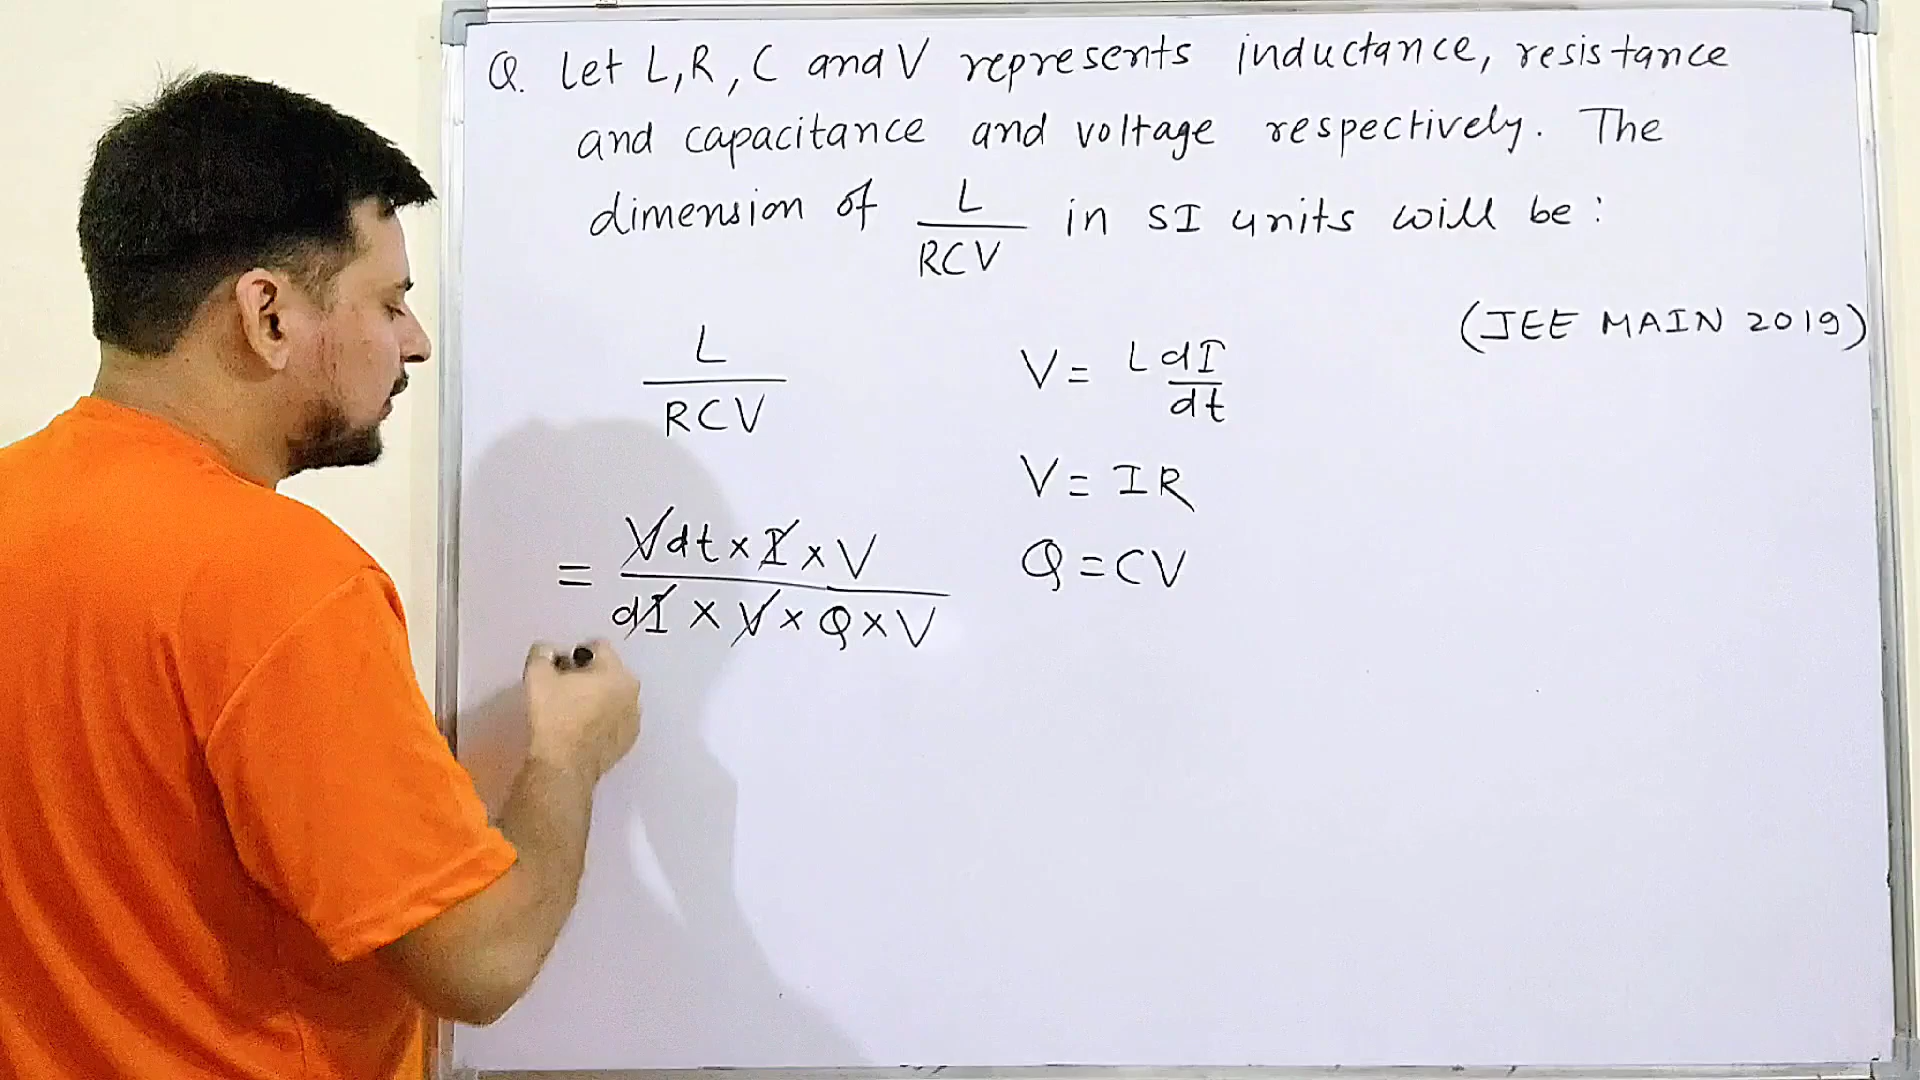 Q. Let L, R, C and V represents inductance, resistance
and capacitance and voltage respectively. The
dimension of L/RCV in SI units will be:
(JEE MAIN 2019)
L/RCV
= Vdt × I × V / dI × V × Q × V
V = L dI/dt
V = IR
Q = CV